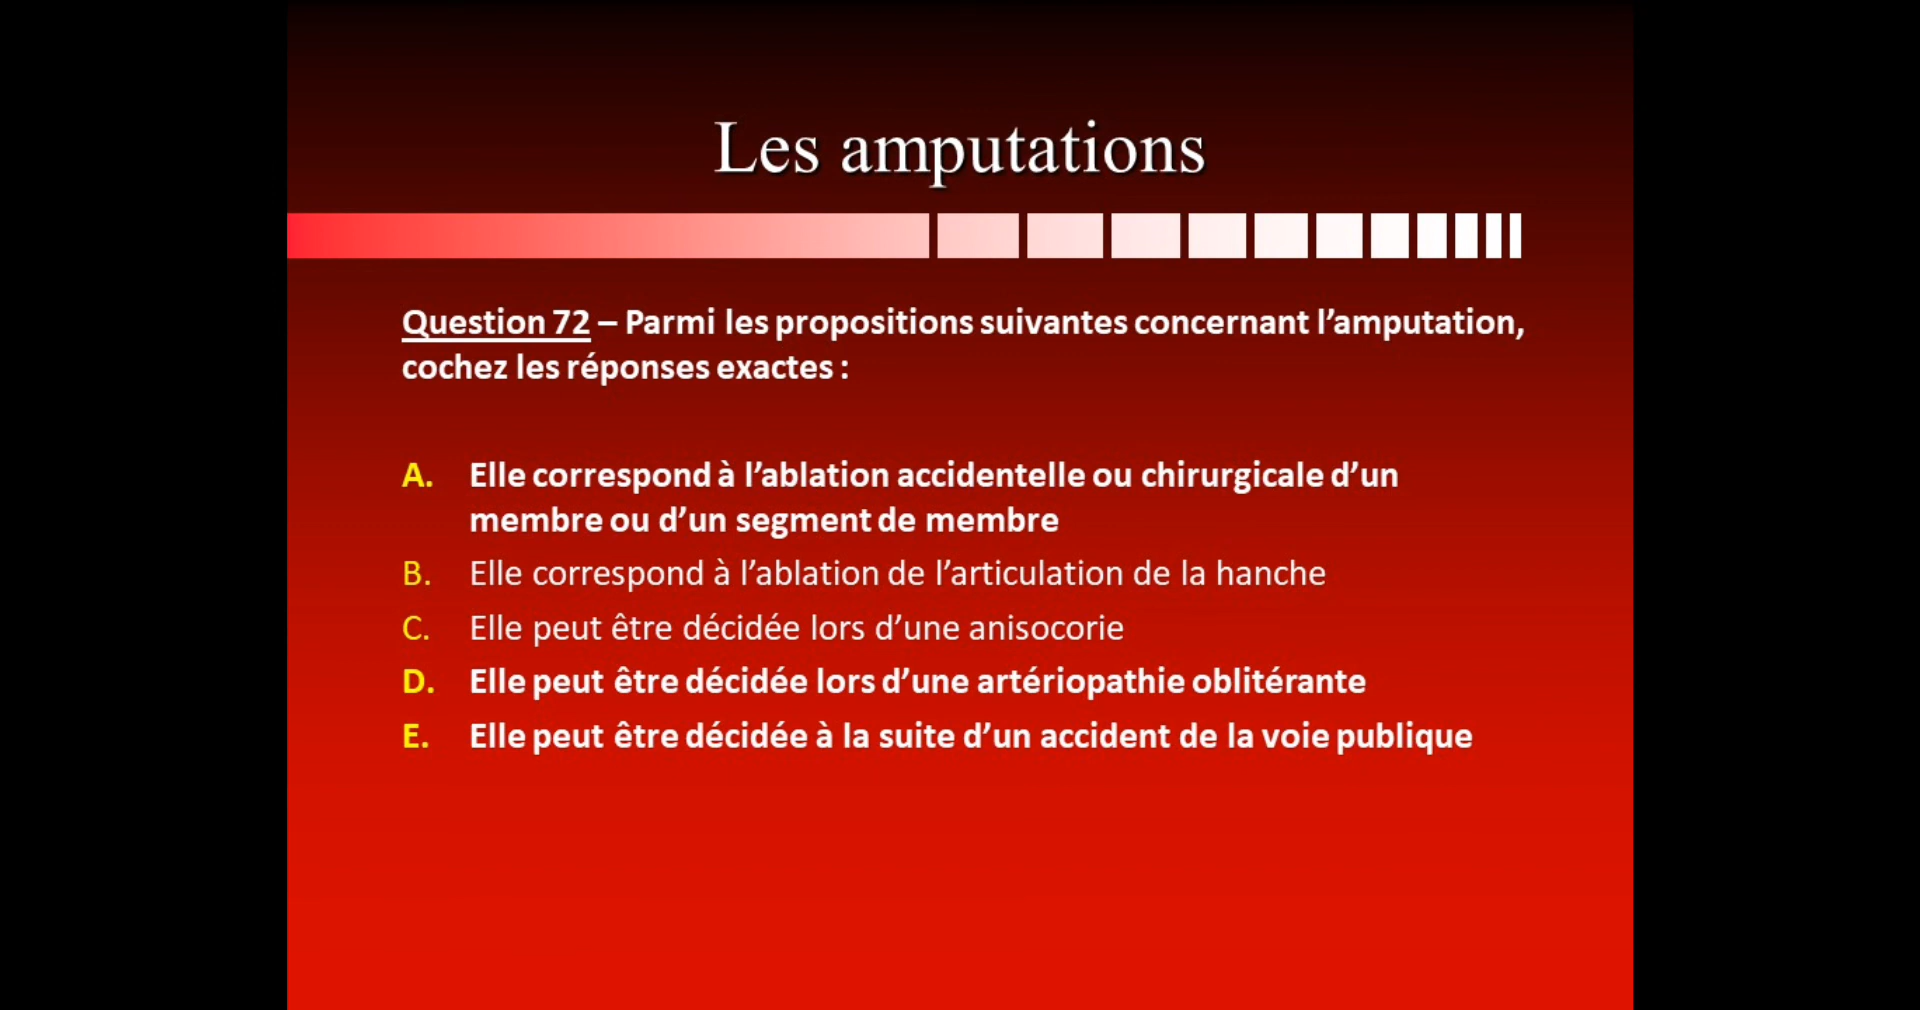 Les amputations
Question 72 – Parmi les propositions suivantes concernant l’amputation,
cochez les réponses exactes :
A. Elle correspond à l’ablation accidentelle ou chirurgicale d’un
membre ou d’un segment de membre
B. Elle correspond à l’ablation de l’articulation de la hanche
C. Elle peut être décidée lors d’une anisocorie
D. Elle peut être décidée lors d’une artériopathie oblitérante
E. Elle peut être décidée à la suite d’un accident de la voie publique